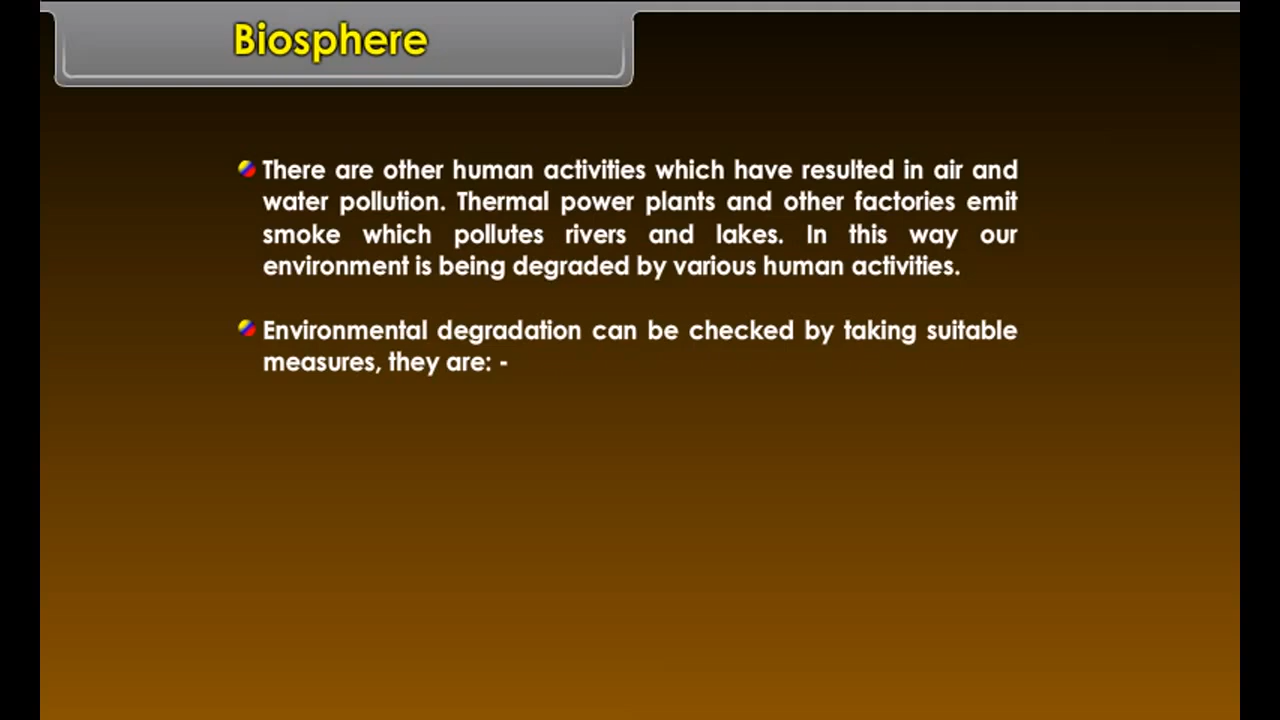 Biosphere
There are other human activities which have resulted in air and
water pollution. Thermal power plants and other factories emit
smoke which pollutes rivers and lakes. In this way our
environment is being degraded by various human activities.
Environmental degradation can be checked by taking suitable
measures, they are: -